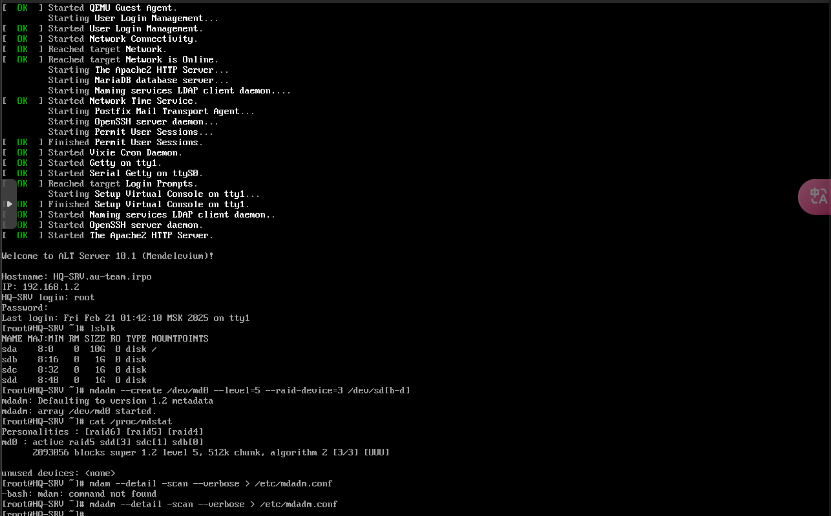 [  OK  ] Started QEMU Guest Agent.
         Starting User Login Management...
[  OK  ] Started User Login Management.
[  OK  ] Started Network Connectivity.
[  OK  ] Reached target Network.
[  OK  ] Reached target Network is Online.
         Starting The Apache2 HTTP Server...
         Starting MariaDB database server...
         Starting Naming services LDAP client daemon....
[  OK  ] Started Network Time Service.
         Starting Postfix Mail Transport Agent...
         Starting OpenSSH server daemon...
         Starting Permit User Sessions...
[  OK  ] Finished Permit User Sessions.
[  OK  ] Started Vixie Cron Daemon.
[  OK  ] Started Getty on tty1.
[  OK  ] Started Serial Getty on ttyS0.
[  OK  ] Reached target Login Prompts.
         Starting Setup Virtual Console on tty1...
[  OK  ] Finished Setup Virtual Console on tty1.
[  OK  ] Started Naming services LDAP client daemon..
[  OK  ] Started OpenSSH server daemon.
[  OK  ] Started The Apache2 HTTP Server.
Welcome to ALT Server 10.1 (Mendelevium)!
Hostname: HQ-SRV.au-team.irpo
IP: 192.168.1.2
HQ-SRV login: root
Password:
Last login: Fri Feb 21 01:42:10 MSK 2025 on tty1
[root@HQ-SRV ~]# lsblk
NAME MAJ:MIN RM SIZE RO TYPE MOUNTPOINTS
sda    8:0    0  10G  0 disk /
sdb    8:16   0   1G  0 disk
sdc    8:32   0   1G  0 disk
sdd    8:48   0   1G  0 disk
[root@HQ-SRV ~]# mdadm --create /dev/md0 --level=5 --raid-device=3 /dev/sd[b-d]
mdadm: Defaulting to version 1.2 metadata
mdadm: array /dev/md0 started.
[root@HQ-SRV ~]# cat /proc/mdstat
Personalities : [raid6] [raid5] [raid4]
md0 : active raid5 sdd[3] sdc[1] sdb[0]
      2093056 blocks super 1.2 level 5, 512k chunk, algorithm 2 [3/3] [UUU]
unused devices: <none>
[root@HQ-SRV ~]# mdam --detail -scan --verbose > /etc/mdadm.conf
-bash: mdam: command not found
[root@HQ-SRV ~]# mdadm --detail -scan --verbose > /etc/mdadm.conf
[root@HQ-SRV ~]#
中A